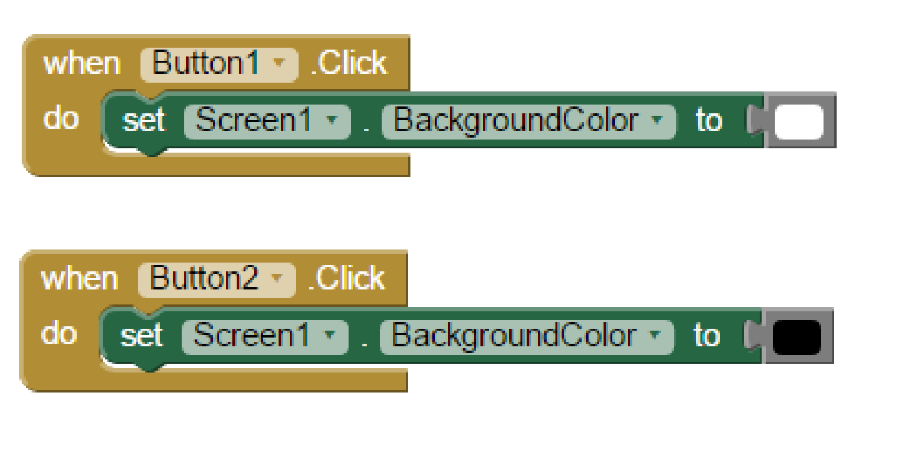 when Button1 .Click
do set Screen1 . BackgroundColor to
when Button2 .Click
do set Screen1 . BackgroundColor to